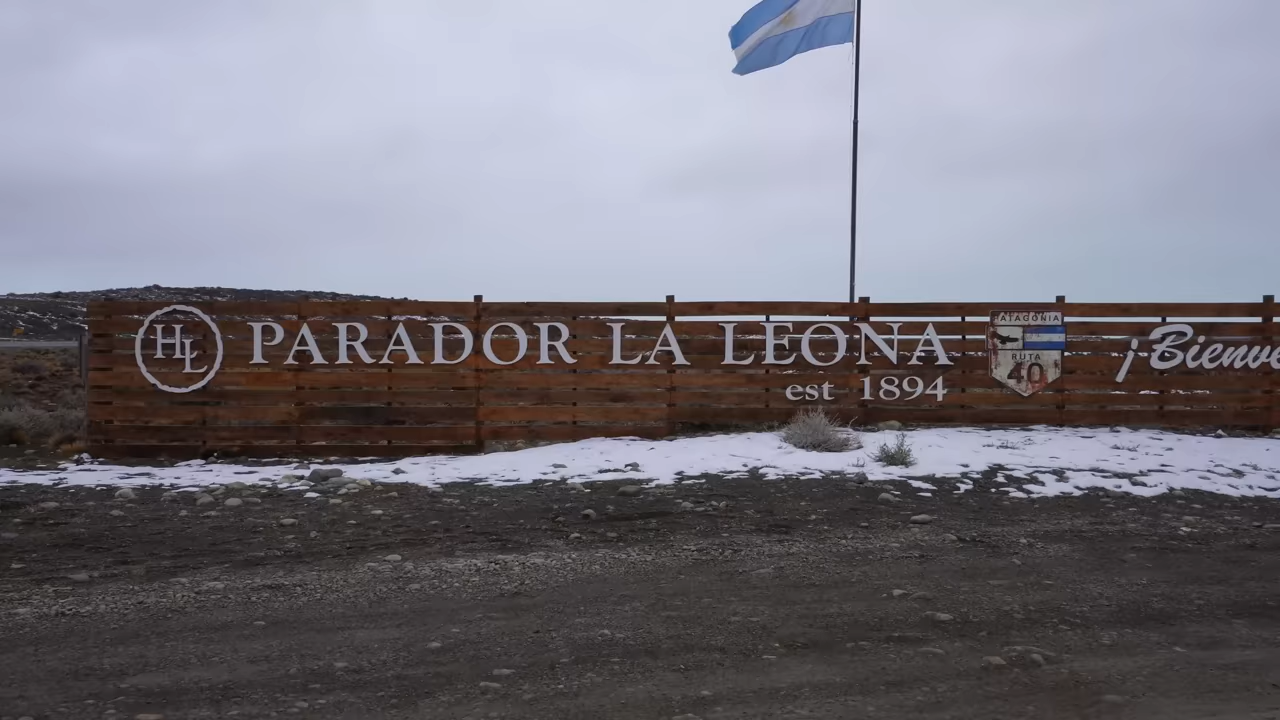 HL
PARADOR LA LEONA
est 1894
PATAGONIA
RUTA
40
¡Bienve